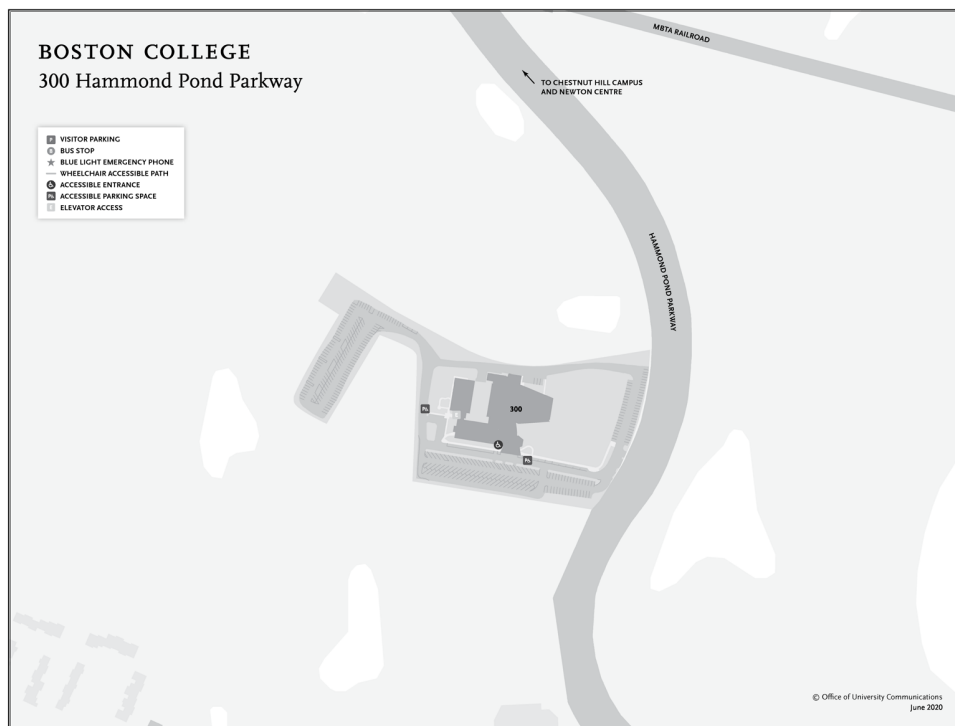 BOSTON COLLEGE
300 Hammond Pond Parkway
MBTA RAILROAD
TO CHESTNUT HILL CAMPUS
AND NEWTON CENTRE
P VISITOR PARKING
BUS STOP
BLUE LIGHT EMERGENCY PHONE
WHEELCHAIR ACCESSIBLE PATH
ACCESSIBLE ENTRANCE
ACCESSIBLE PARKING SPACE
ELEVATOR ACCESS
HAMMOND POND PARKWAY
300
© Office of University Communications
June 2020